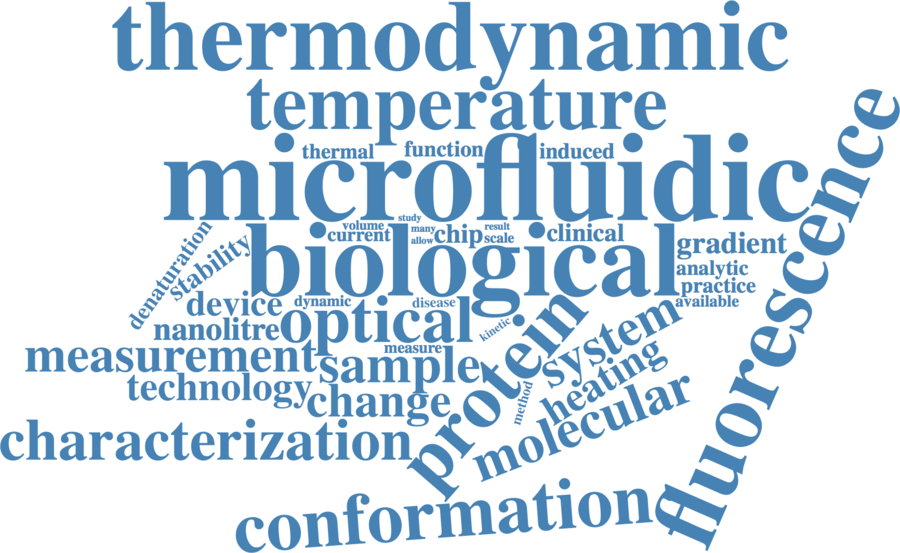 thermodynamic
temperature
thermal function induced
microfluidic
fluorescence
volume study many result
current allow chip scale clinical
biological
gradient
denaturation
stability
analytic
practice
available
device dynamic disease
nanolitre optical kinetic
protein
system
measurement measure
sample
heating
technology change method
molecular
characterization
conformation